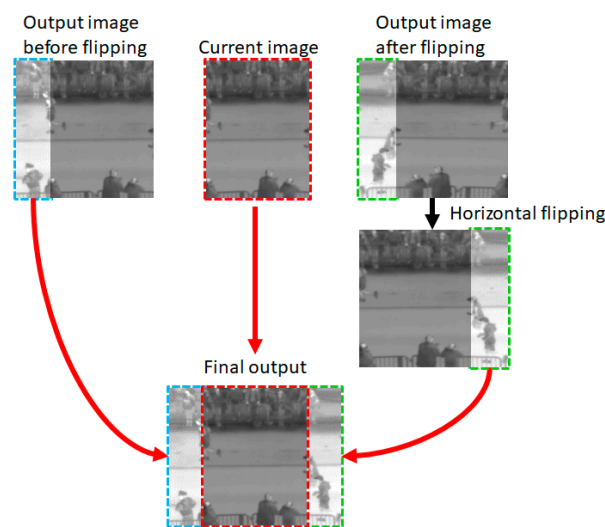 Output image
before flipping
Current image
Output image
after flipping
Horizontal flipping
Final output